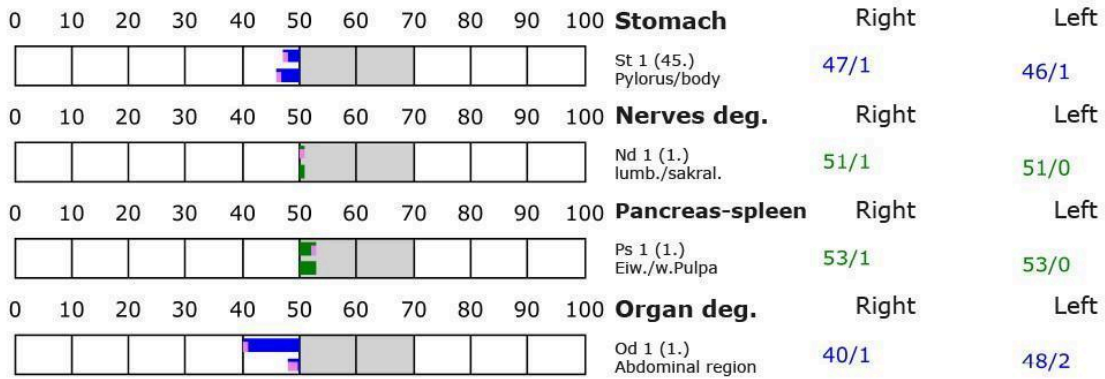 0 10 20 30 40 50 60 70 80 90 100 Stomach Right Left
St 1 (45.) 47/1 46/1
Pylorus/body
0 10 20 30 40 50 60 70 80 90 100 Nerves deg. Right Left
Nd 1 (1.) 51/1 51/0
lumb./sakral.
0 10 20 30 40 50 60 70 80 90 100 Pancreas-spleen Right Left
Ps 1 (1.) 53/1 53/0
Eiw./w.Pulpa
0 10 20 30 40 50 60 70 80 90 100 Organ deg. Right Left
Od 1 (1.) 40/1 48/2
Abdominal region